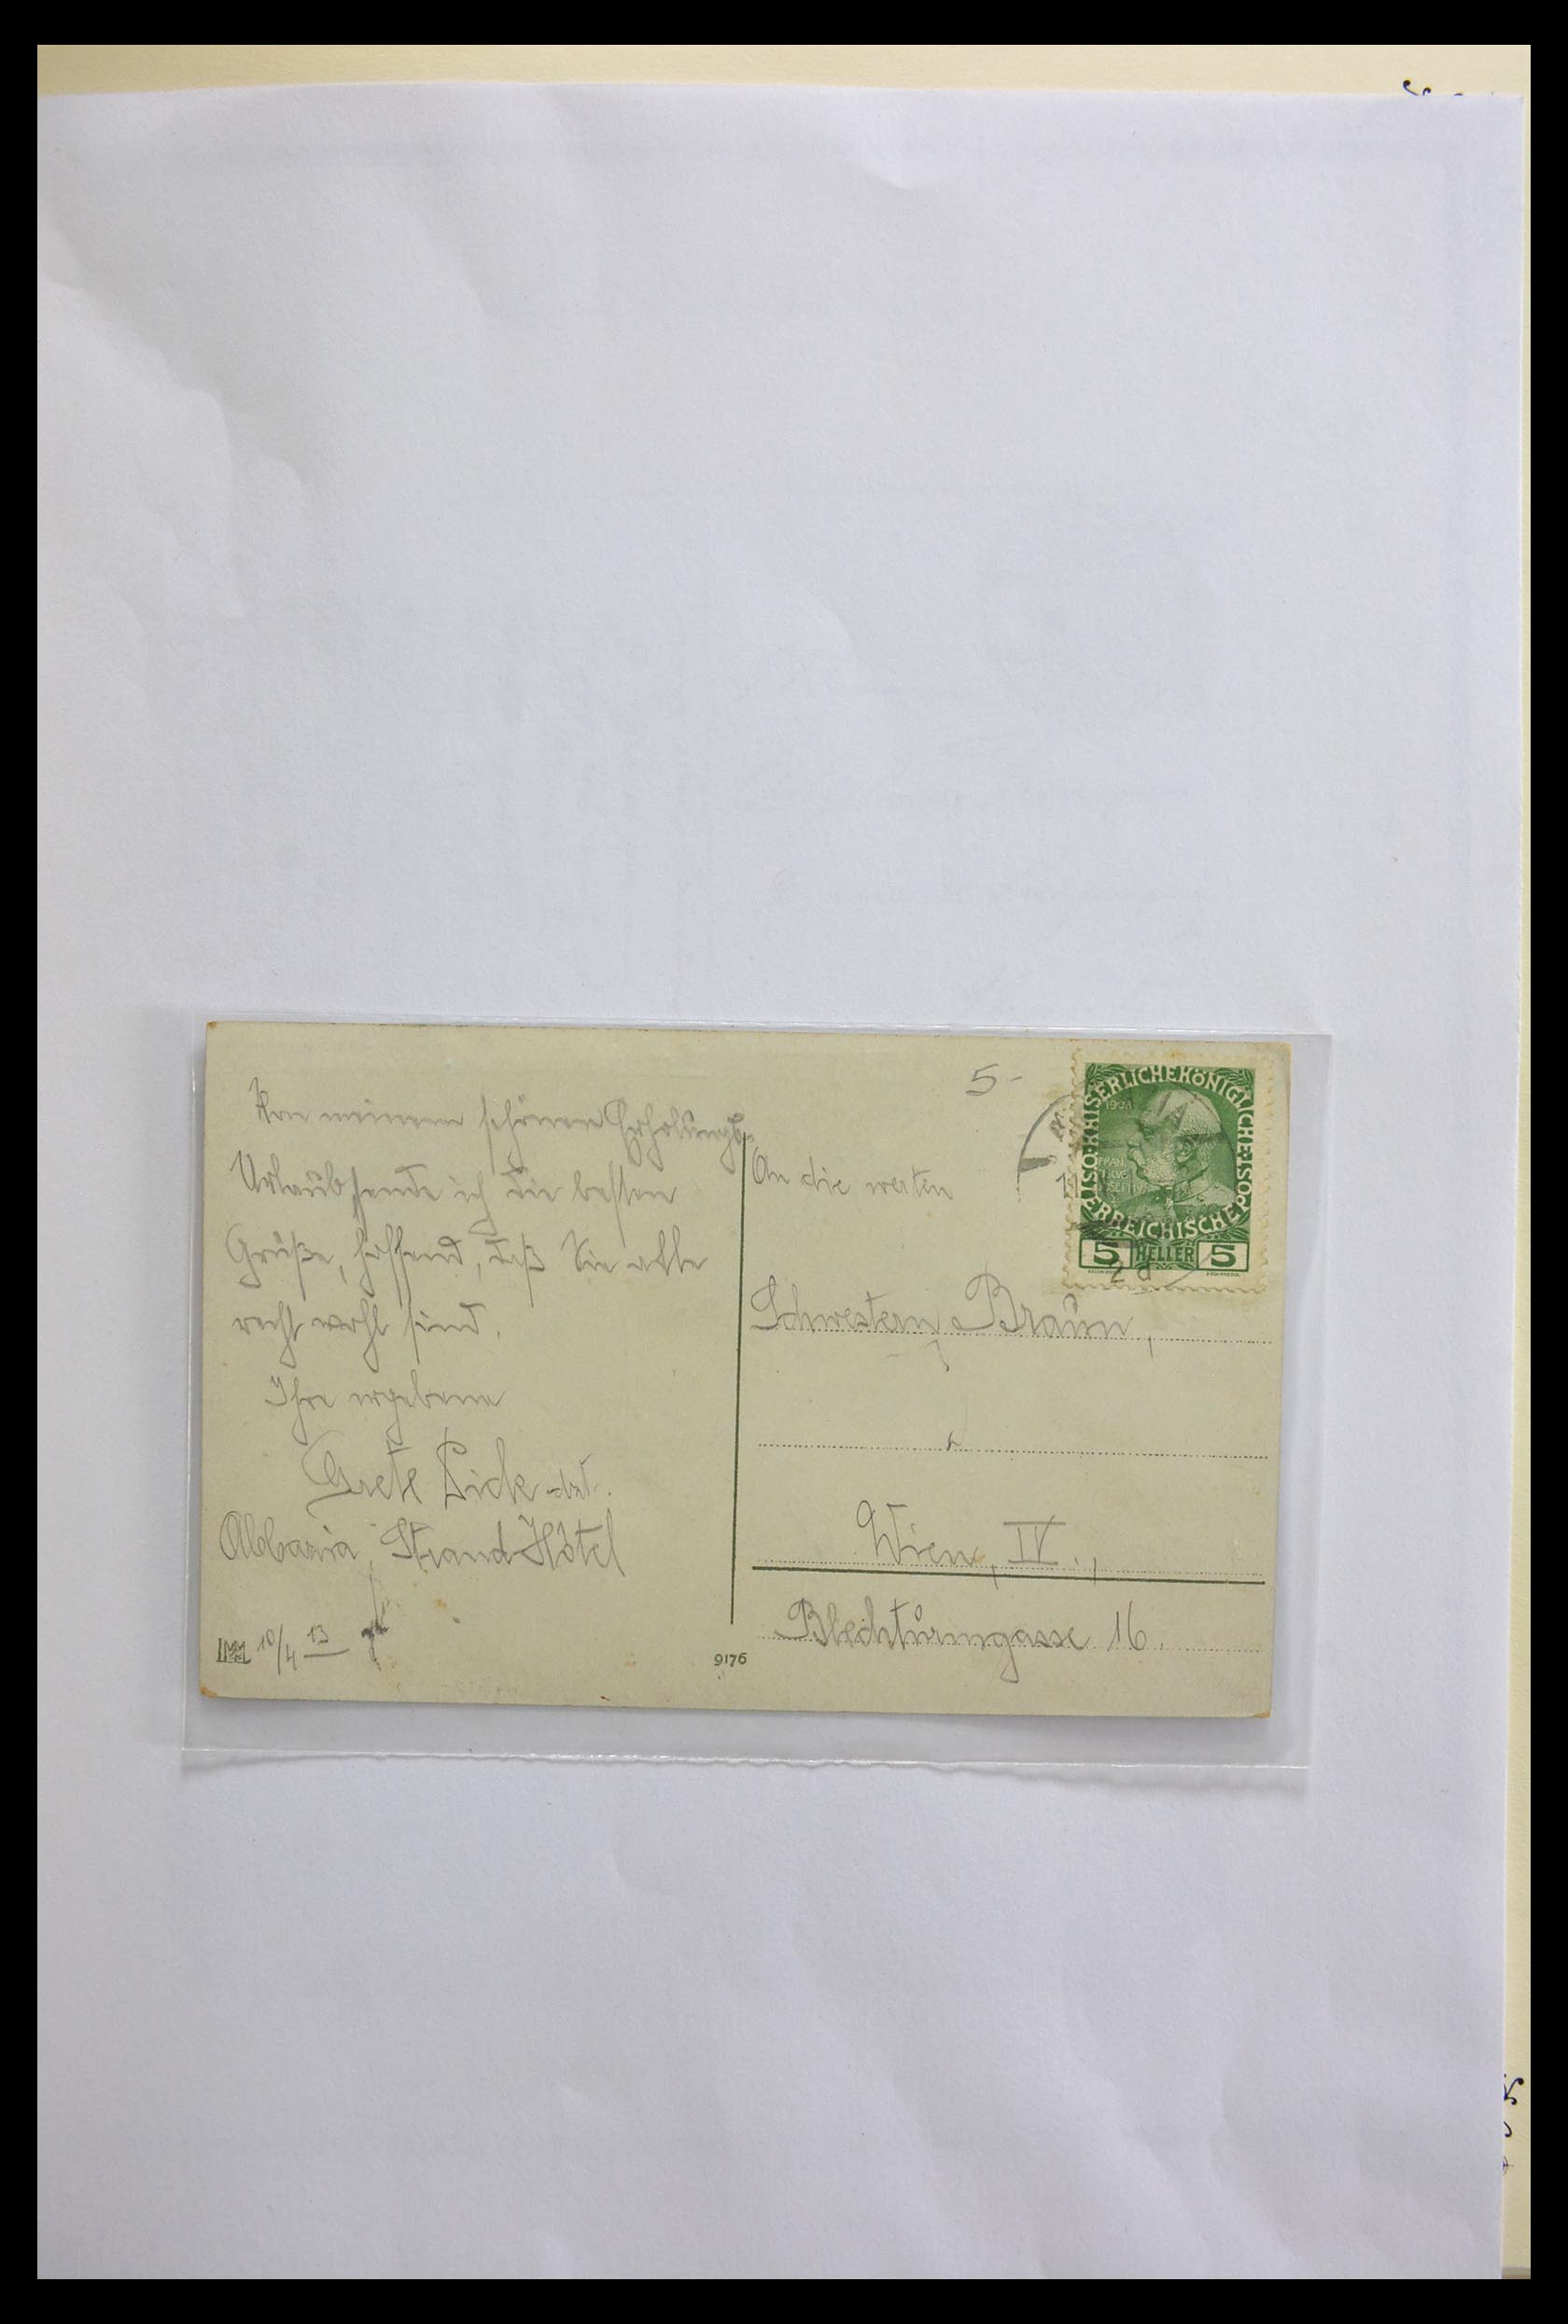 Von meinem schönen Erholungs-
Urlaub sende ich die besten
Grüße, hoffend, daß Sie alle
recht wohl sind.
Ihre ergebene
Grete
Abbazia, Strand-Hôtel
10/4 13
9176
5-
An die werten
Schwestern Braun,
Wien, IV.,
Blechturmgasse 16.
KAISERLICHE KÖNIGLICHE ÖSTERREICHISCHE POST
1908
5 HELLER 5